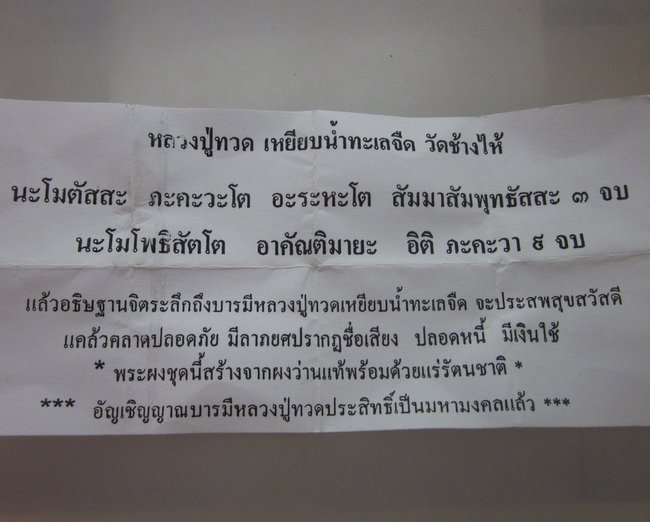 หลวงปู่ทวด เหยียบน้ำทะเลจืด วัดช้างไห้
นะโมตัสสะ ภะคะวะโต อะระหะโต สัมมาสัมพุทธัสสะ ๓ จบ
นะโมโพธิสัตโต อาคัณติมายะ อิติ ภะคะวา ๙ จบ
แล้วอธิษฐานจิตระลึกถึงบารมีหลวงปู่ทวดเหยียบน้ำทะเลจืด จะประสพสุขสวัสดี
แคล้วคลาดปลอดภัย มีลาภยศปรากฏชื่อเสียง ปลอดหนี้ มีเงินใช้
* พระผงชุดนี้สร้างจากผงว่านแท้พร้อมด้วยแร่รัตนชาติ *
*** อัญเชิญญาณบารมีหลวงปู่ทวดประสิทธิ์เป็นมหามงคลแล้ว ***